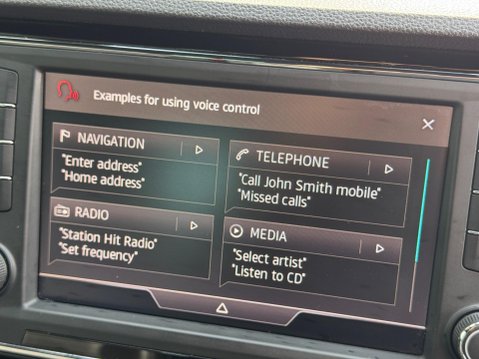 Examples for using voice control
NAVIGATION
"Enter address"
"Home address"
TELEPHONE
"Call John Smith mobile"
"Missed calls"
RADIO
"Station Hit Radio"
"Set frequency"
MEDIA
"Select artist"
"Listen to CD"